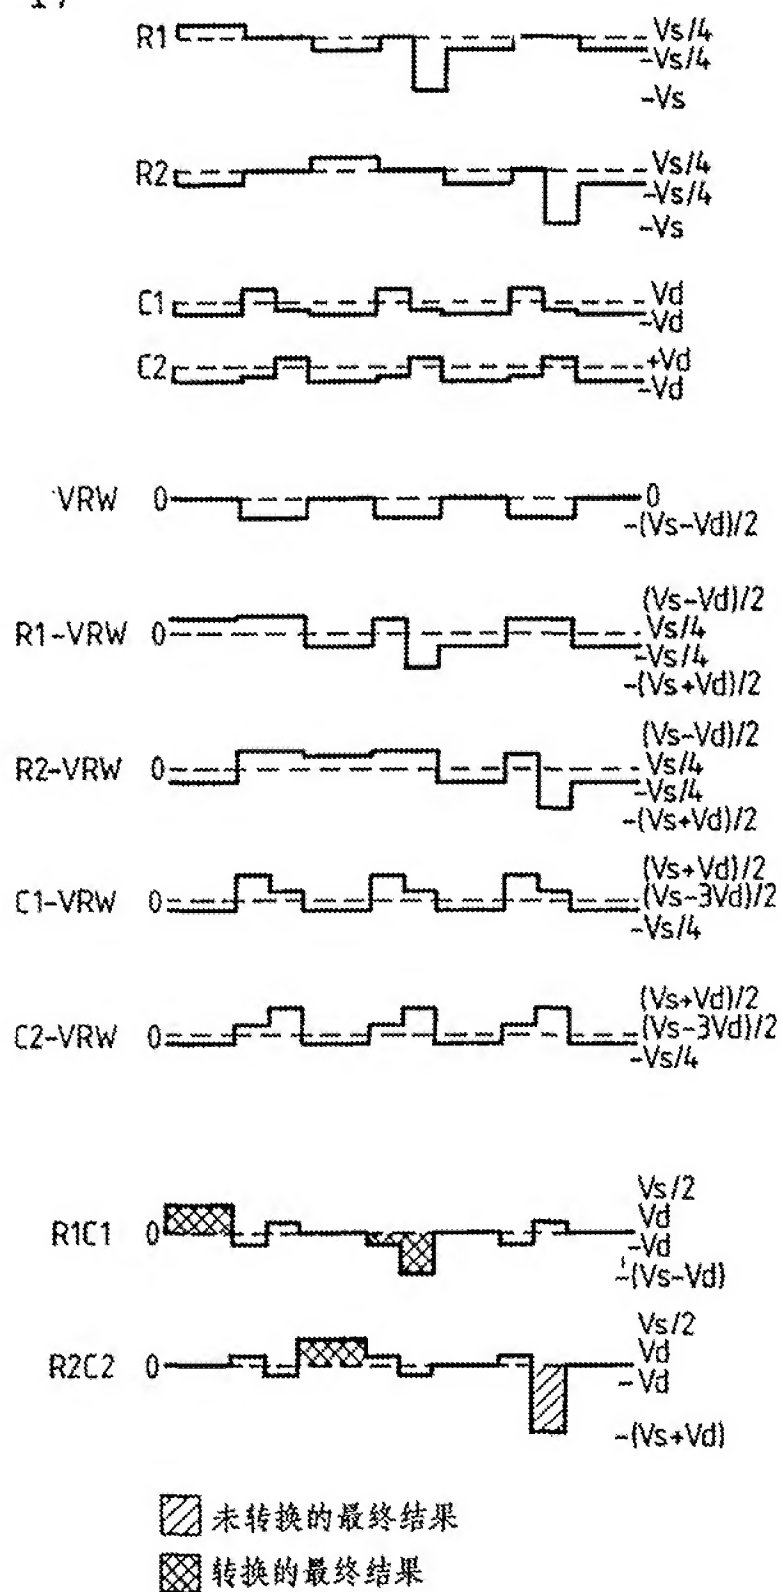 R1 Vs/4
-Vs/4
-Vs
R2 Vs/4
-Vs/4
-Vs
C1 Vd
-Vd
C2 +Vd
-Vd
VRW 0 0
-(Vs-Vd)/2
R1-VRW 0 (Vs-Vd)/2
Vs/4
-Vs/4
-(Vs+Vd)/2
R2-VRW 0 (Vs-Vd)/2
Vs/4
-Vs/4
-(Vs+Vd)/2
C1-VRW 0 (Vs+Vd)/2
(Vs-3Vd)/2
-Vs/4
C2-VRW 0 (Vs+Vd)/2
(Vs-3Vd)/2
-Vs/4
R1C1 0 Vs/2
Vd
-Vd
-(Vs-Vd)
R2C2 0 Vs/2
Vd
-Vd
-(Vs+Vd)
未转换的最终结果
转换的最终结果